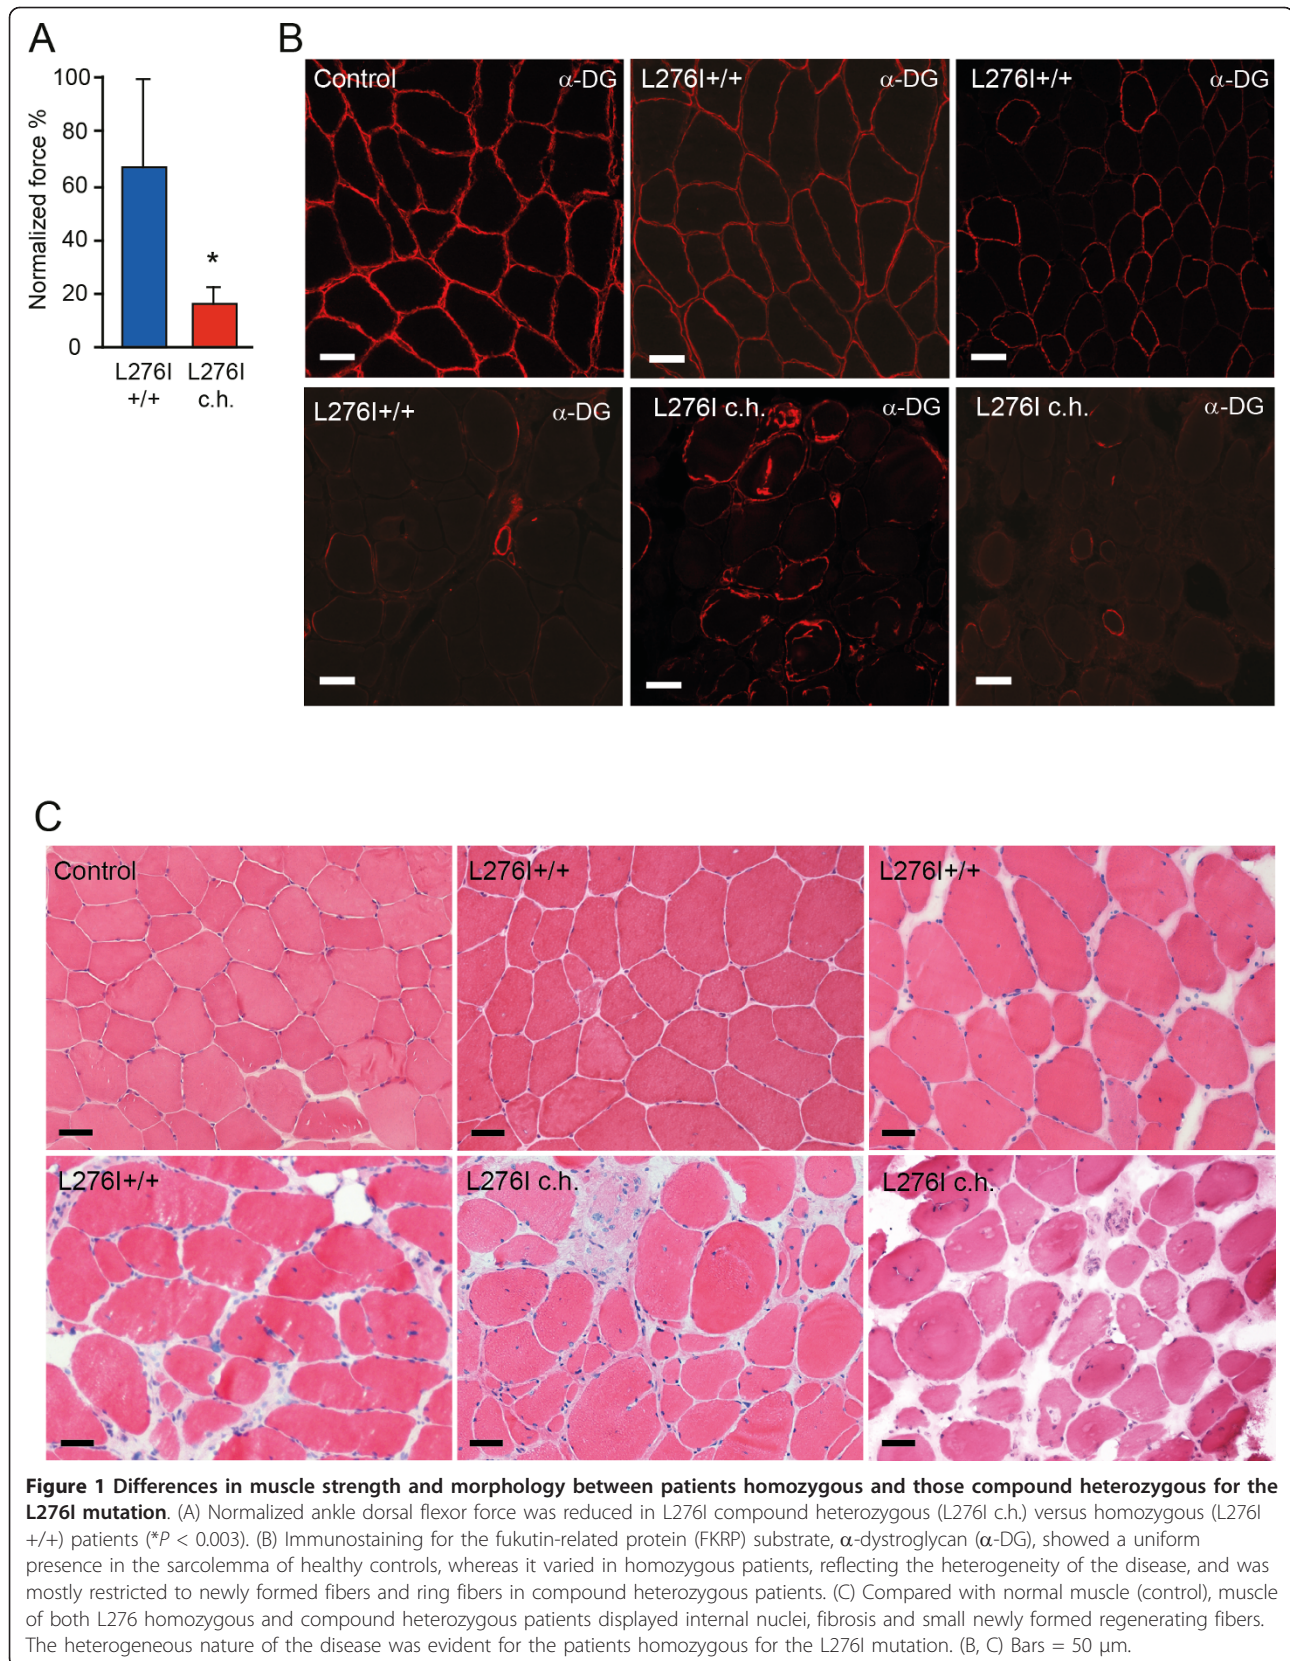 A
B
100
80
60
40
20
0
Normalized force %
*
L276I
+/+
L276I
c.h.
Control
α-DG
L276I+/+
α-DG
L276I+/+
α-DG
L276I+/+
α-DG
L276I c.h.
α-DG
L276I c.h.
α-DG
C
Control
L276I+/+
L276I+/+
L276I+/+
L276I c.h.
L276I c.h.
Figure 1 Differences in muscle strength and morphology between patients homozygous and those compound heterozygous for the
L276I mutation. (A) Normalized ankle dorsal flexor force was reduced in L276I compound heterozygous (L276I c.h.) versus homozygous (L276I
+/+) patients (*P < 0.003). (B) Immunostaining for the fukutin-related protein (FKRP) substrate, α-dystroglycan (α-DG), showed a uniform
presence in the sarcolemma of healthy controls, whereas it varied in homozygous patients, reflecting the heterogeneity of the disease, and was
mostly restricted to newly formed fibers and ring fibers in compound heterozygous patients. (C) Compared with normal muscle (control), muscle
of both L276 homozygous and compound heterozygous patients displayed internal nuclei, fibrosis and small newly formed regenerating fibers.
The heterogeneous nature of the disease was evident for the patients homozygous for the L276I mutation. (B, C) Bars = 50 μm.